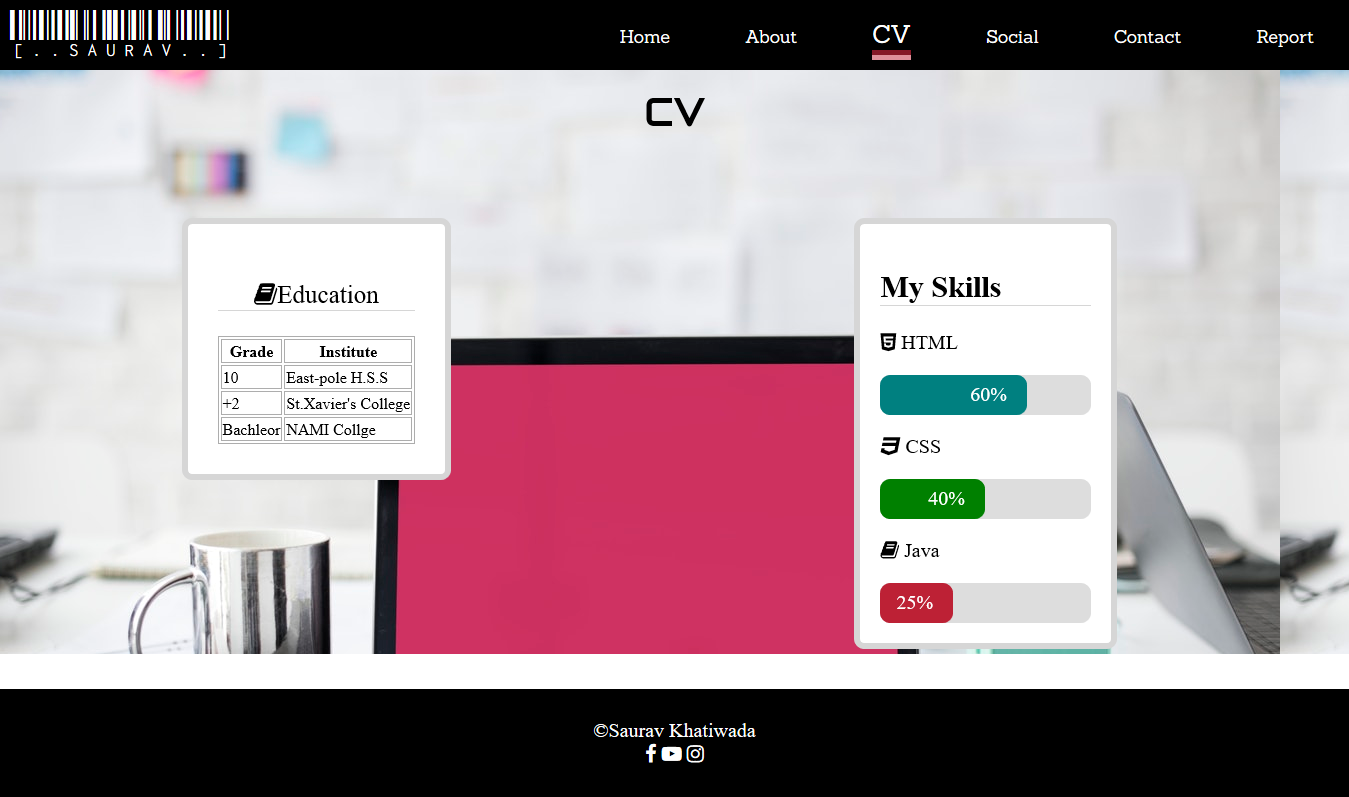 [..SAURAV..]
Home About CV Social Contact Report
CV
Education
Grade Institute
10 East-pole H.S.S
+2 St.Xavier's College
Bachleor NAMI Collge
My Skills
HTML
60%
CSS
40%
Java
25%
©Saurav Khatiwada